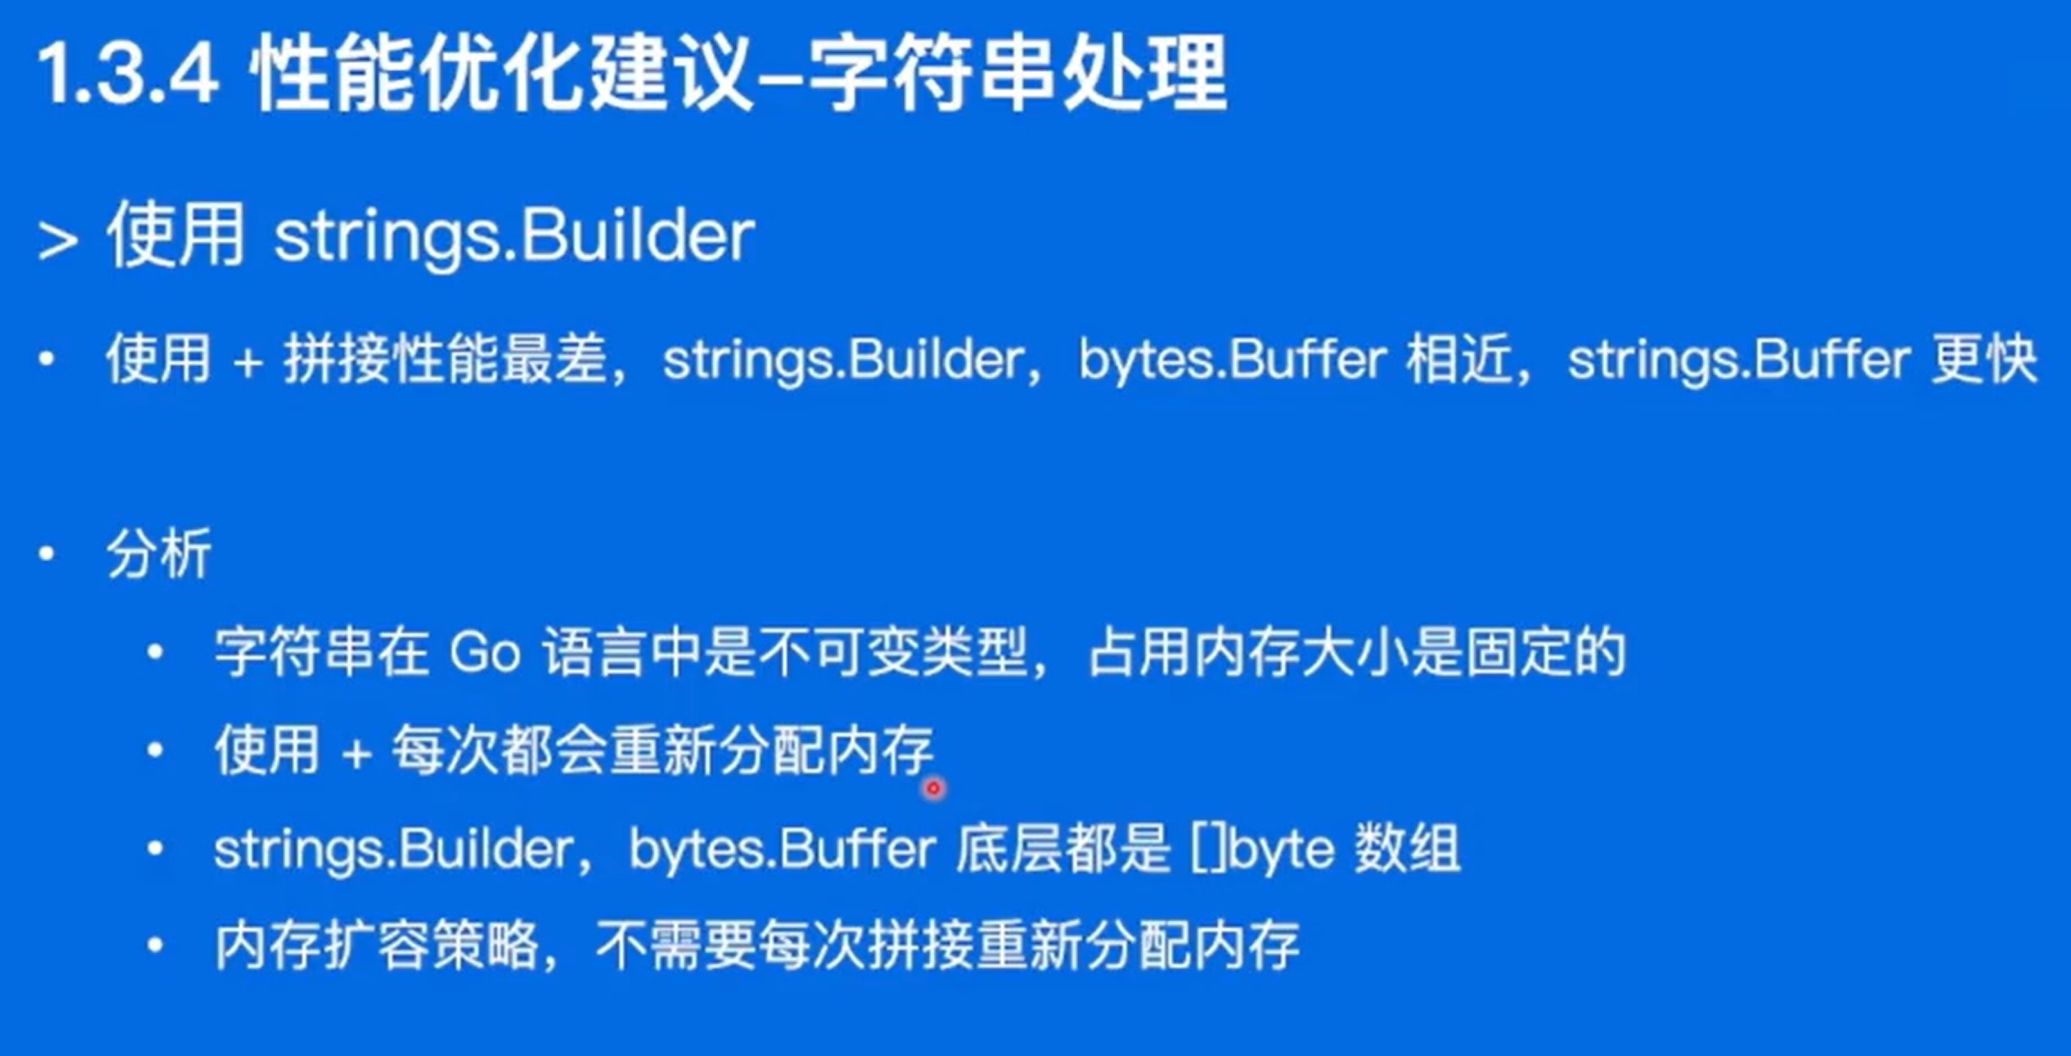 1.3.4 性能优化建议–字符串处理
> 使用 strings.Builder
• 使用 + 拼接性能最差，strings.Builder，bytes.Buffer 相近，strings.Buffer 更快
• 分析
• 字符串在 Go 语言中是不可变类型，占用内存大小是固定的
• 使用 + 每次都会重新分配内存
• strings.Builder，bytes.Buffer 底层都是 []byte 数组
• 内存扩容策略，不需要每次拼接重新分配内存